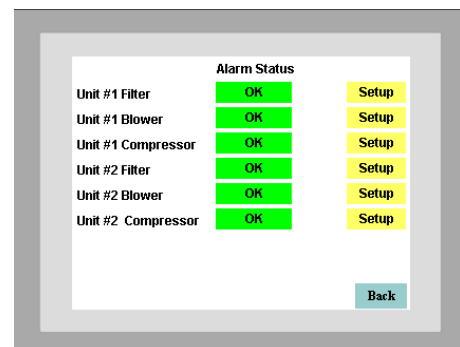 Alarm Status
Unit #1 Filter OK Setup
Unit #1 Blower OK Setup
Unit #1 Compressor OK Setup
Unit #2 Filter OK Setup
Unit #2 Blower OK Setup
Unit #2 Compressor OK Setup
Back